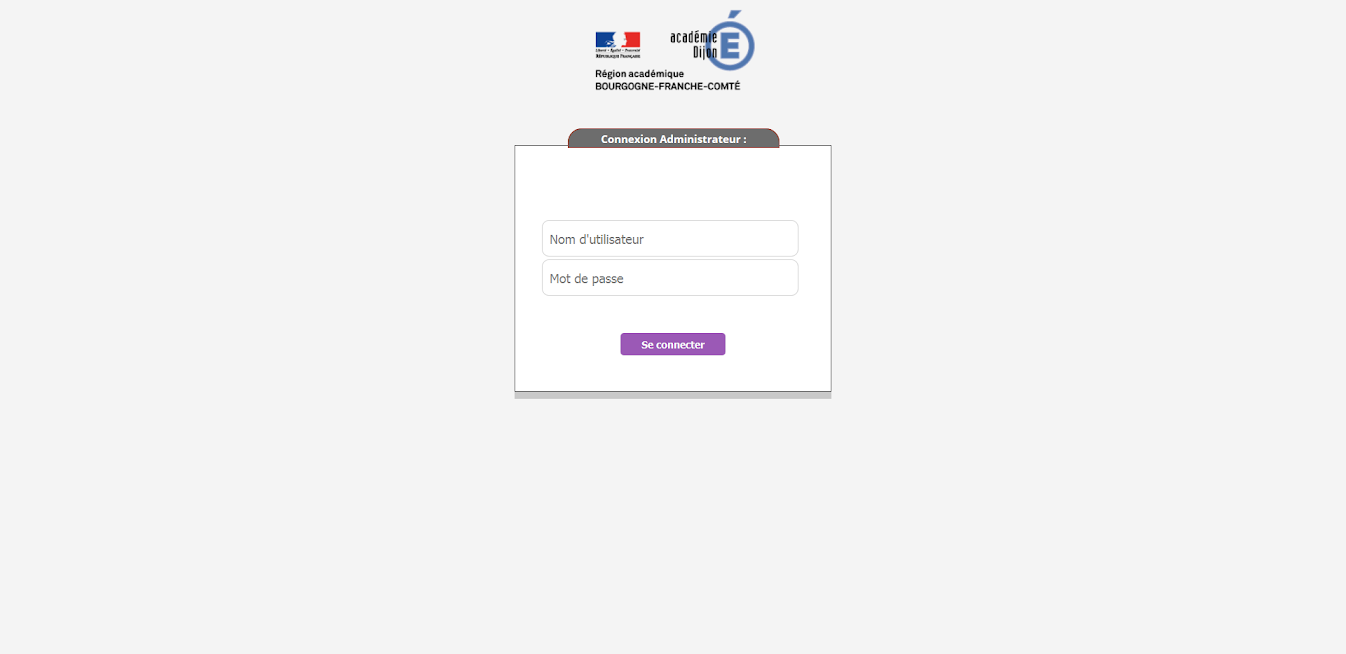 académie
Dijon
É
Liberté • Égalité • Fraternité
RÉPUBLIQUE FRANÇAISE
Région académique
BOURGOGNE-FRANCHE-COMTÉ
Connexion Administrateur :
Nom d'utilisateur
Mot de passe
Se connecter